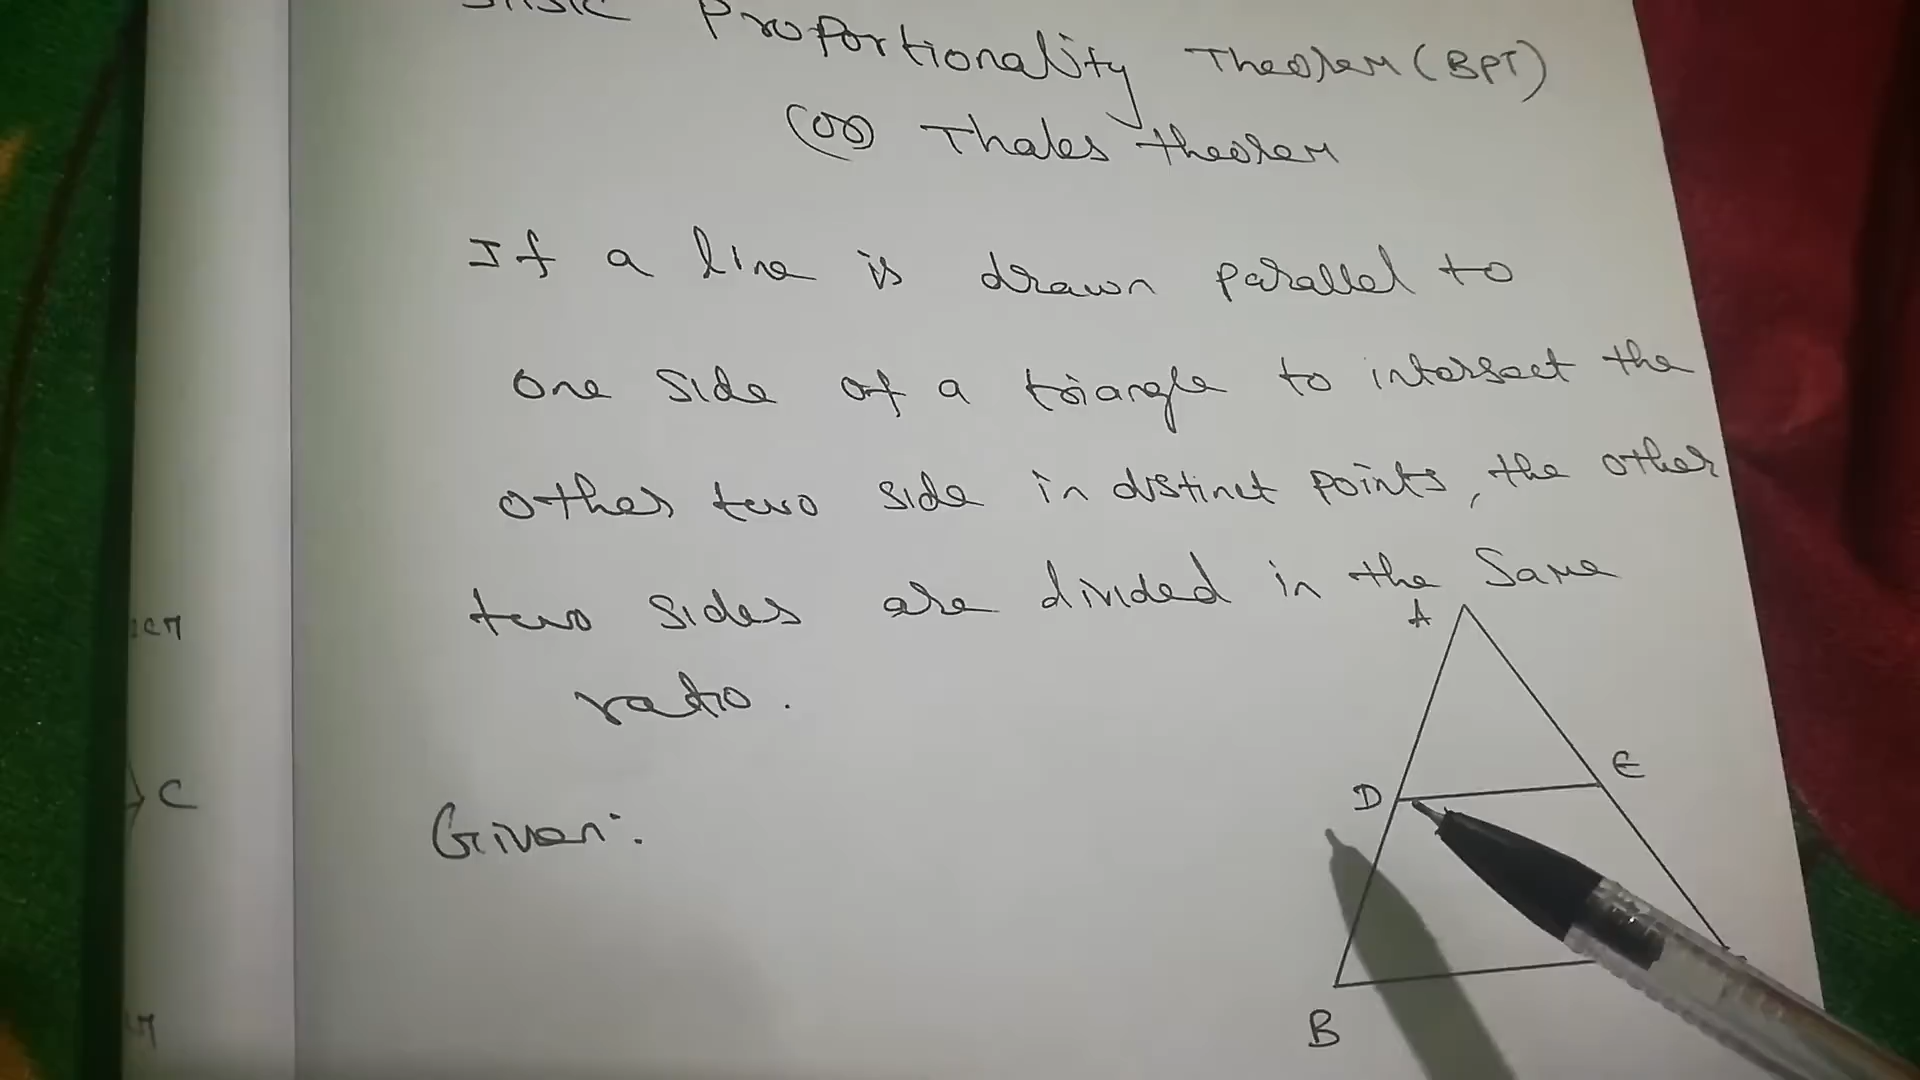 Basic Proportionality Theorem (BPT)
(or) Thales theorem
If a line is drawn parallel to
one side of a triangle to intersect the
other two side in distinct points, the other
two sides are divided in the same
ratio.
A
E
D
Given:
B
C